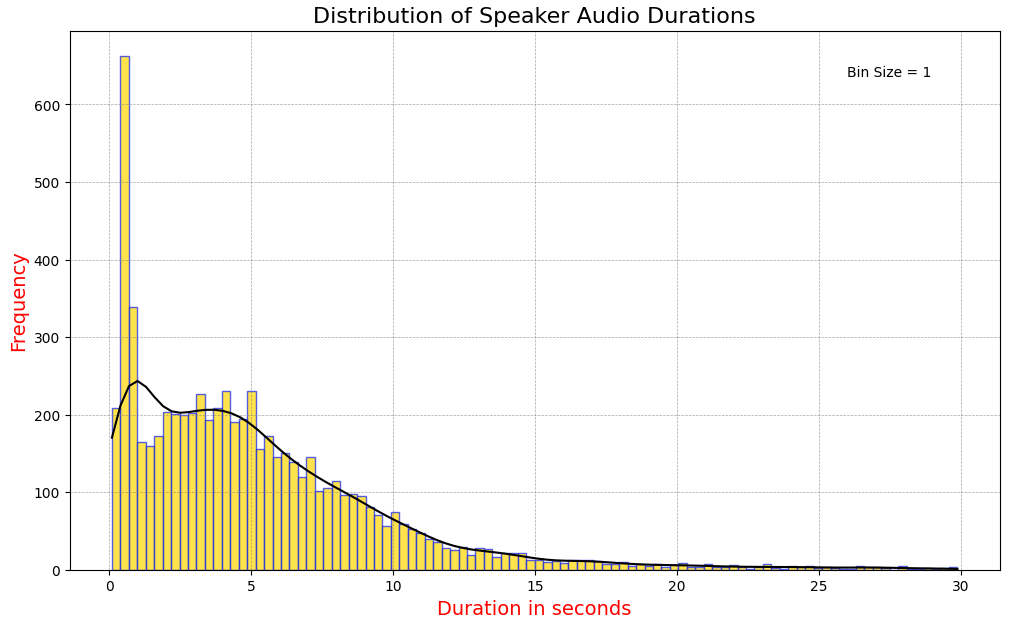 Distribution of Speaker Audio Durations
Bin Size = 1
600
500
400
300
200
100
0
Frequency
0 5 10 15 20 25 30
Duration in seconds